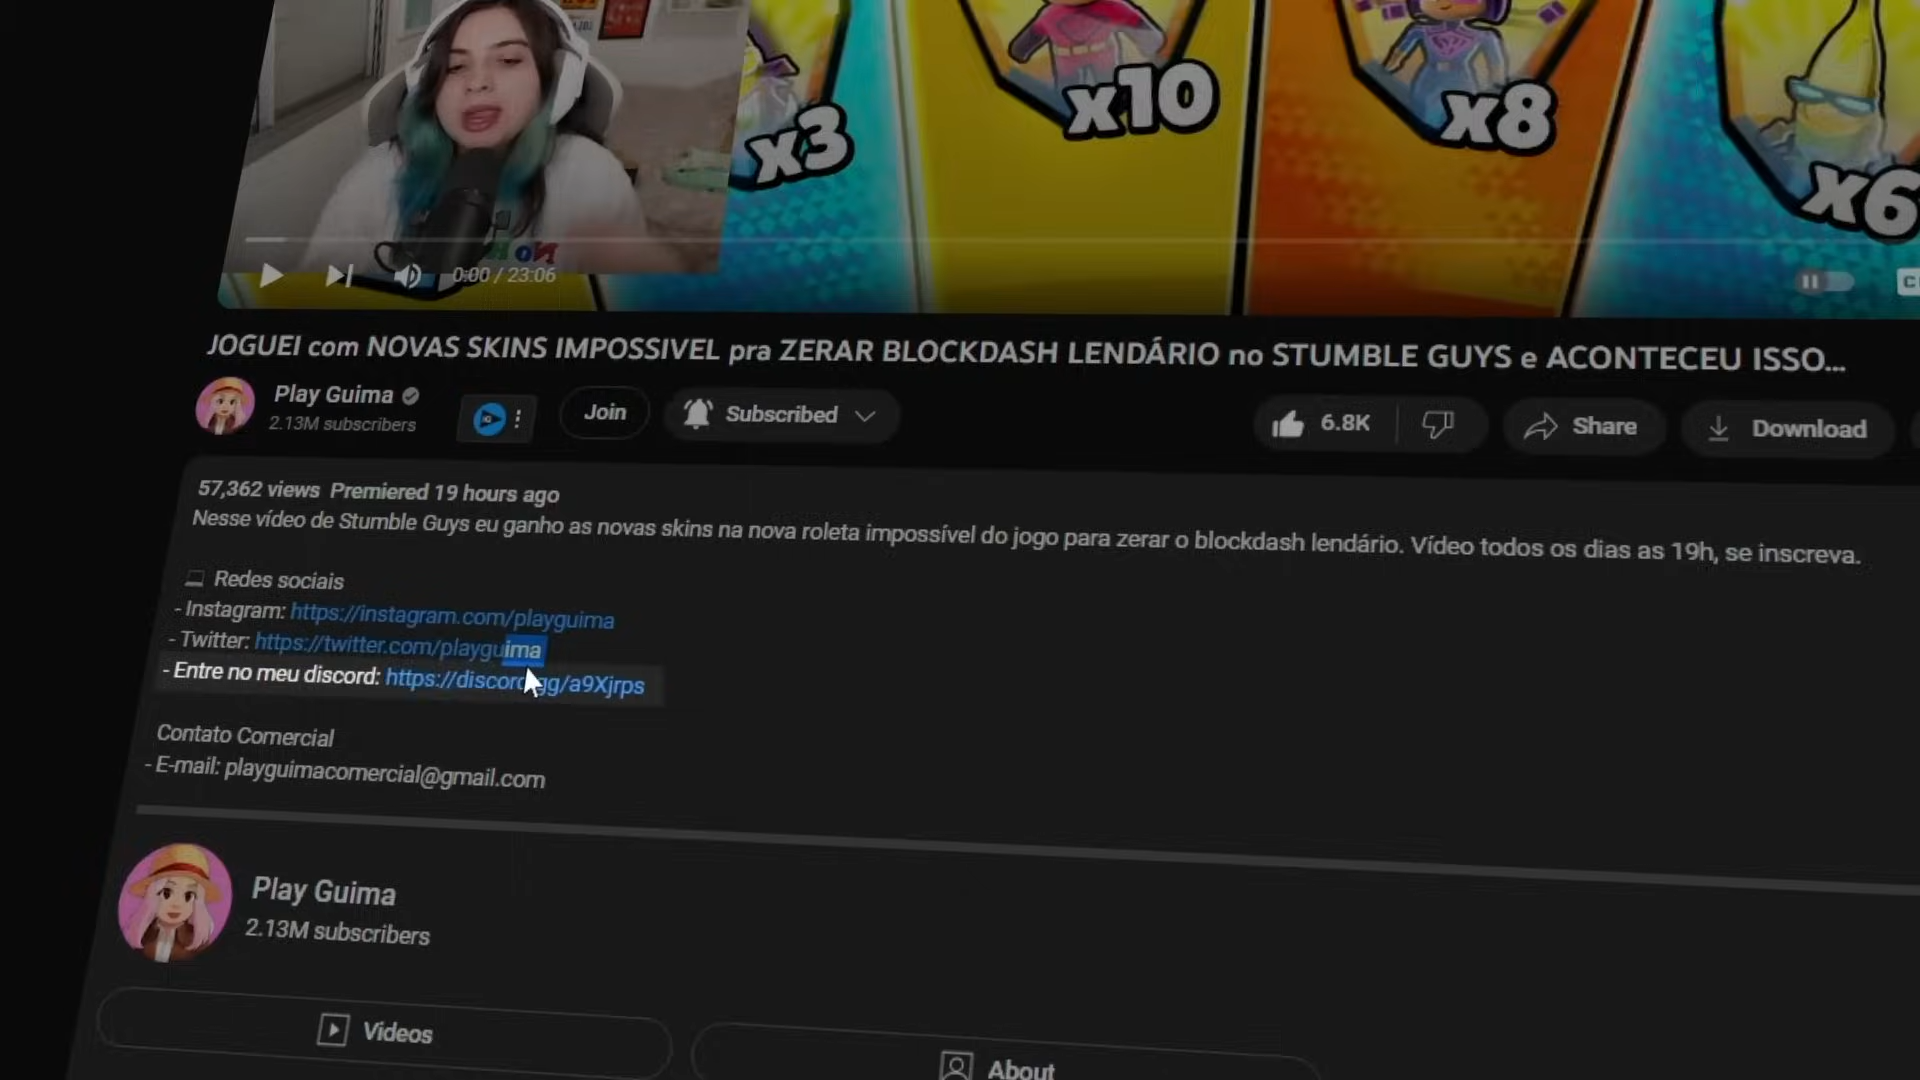 x3
x10
x8
x6
0:00 / 23:06
JOGUEI com NOVAS SKINS IMPOSSIVEL pra ZERAR BLOCKDASH LENDÁRIO no STUMBLE GUYS e ACONTECEU ISSO...
Play Guima
2.13M subscribers
Join
Subscribed
6.8K
Share
Download
57,362 views Premiered 19 hours ago
Nesse vídeo de Stumble Guys eu ganho as novas skins na nova roleta impossível do jogo para zerar o blockdash lendário. Vídeo todos os dias as 19h, se inscreva.
Redes sociais
- Instagram: https://instagram.com/playguima
- Twitter: https://twitter.com/playguima
- Entre no meu discord: https://discord.gg/a9Xjrps
Contato Comercial
- E-mail: playguimacomercial@gmail.com
Play Guima
2.13M subscribers
Videos
About